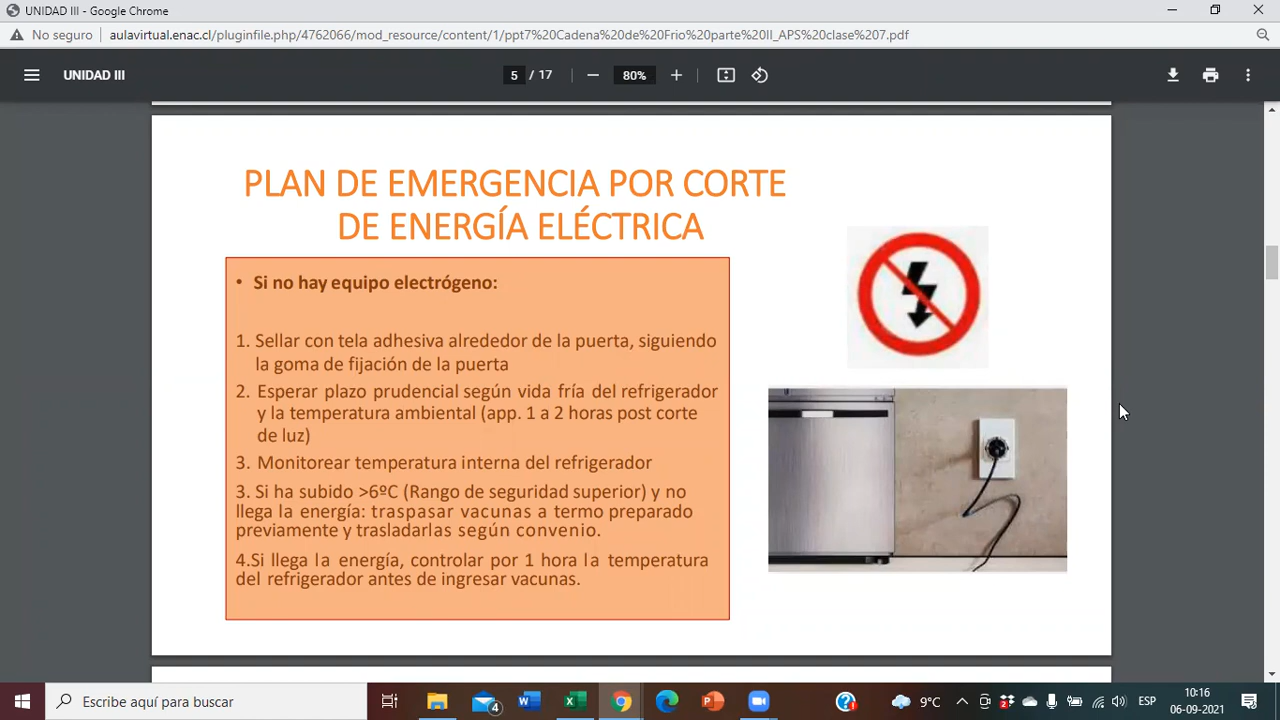 UNIDAD III - Google Chrome
No seguro aulavirtual.enac.cl/pluginfile.php/4762066/mod_resource/content/1/ppt7%20Cadena%20de%20Frio%20parte%20II_APS%20clase%207.pdf
UNIDAD III 5 / 17 80%
PLAN DE EMERGENCIA POR CORTE
DE ENERGÍA ELÉCTRICA
• Si no hay equipo electrógeno:
1. Sellar con tela adhesiva alrededor de la puerta, siguiendo
la goma de fijación de la puerta
2. Esperar plazo prudencial según vida fría del refrigerador
y la temperatura ambiental (app. 1 a 2 horas post corte
de luz)
3. Monitorear temperatura interna del refrigerador
3. Si ha subido >6ºC (Rango de seguridad superior) y no
llega la energía: traspasar vacunas a termo preparado
previamente y trasladarlas según convenio.
4.Si llega la energía, controlar por 1 hora la temperatura
del refrigerador antes de ingresar vacunas.
Escribe aquí para buscar 4 9°C 2 ESP 10:16
06-09-2021